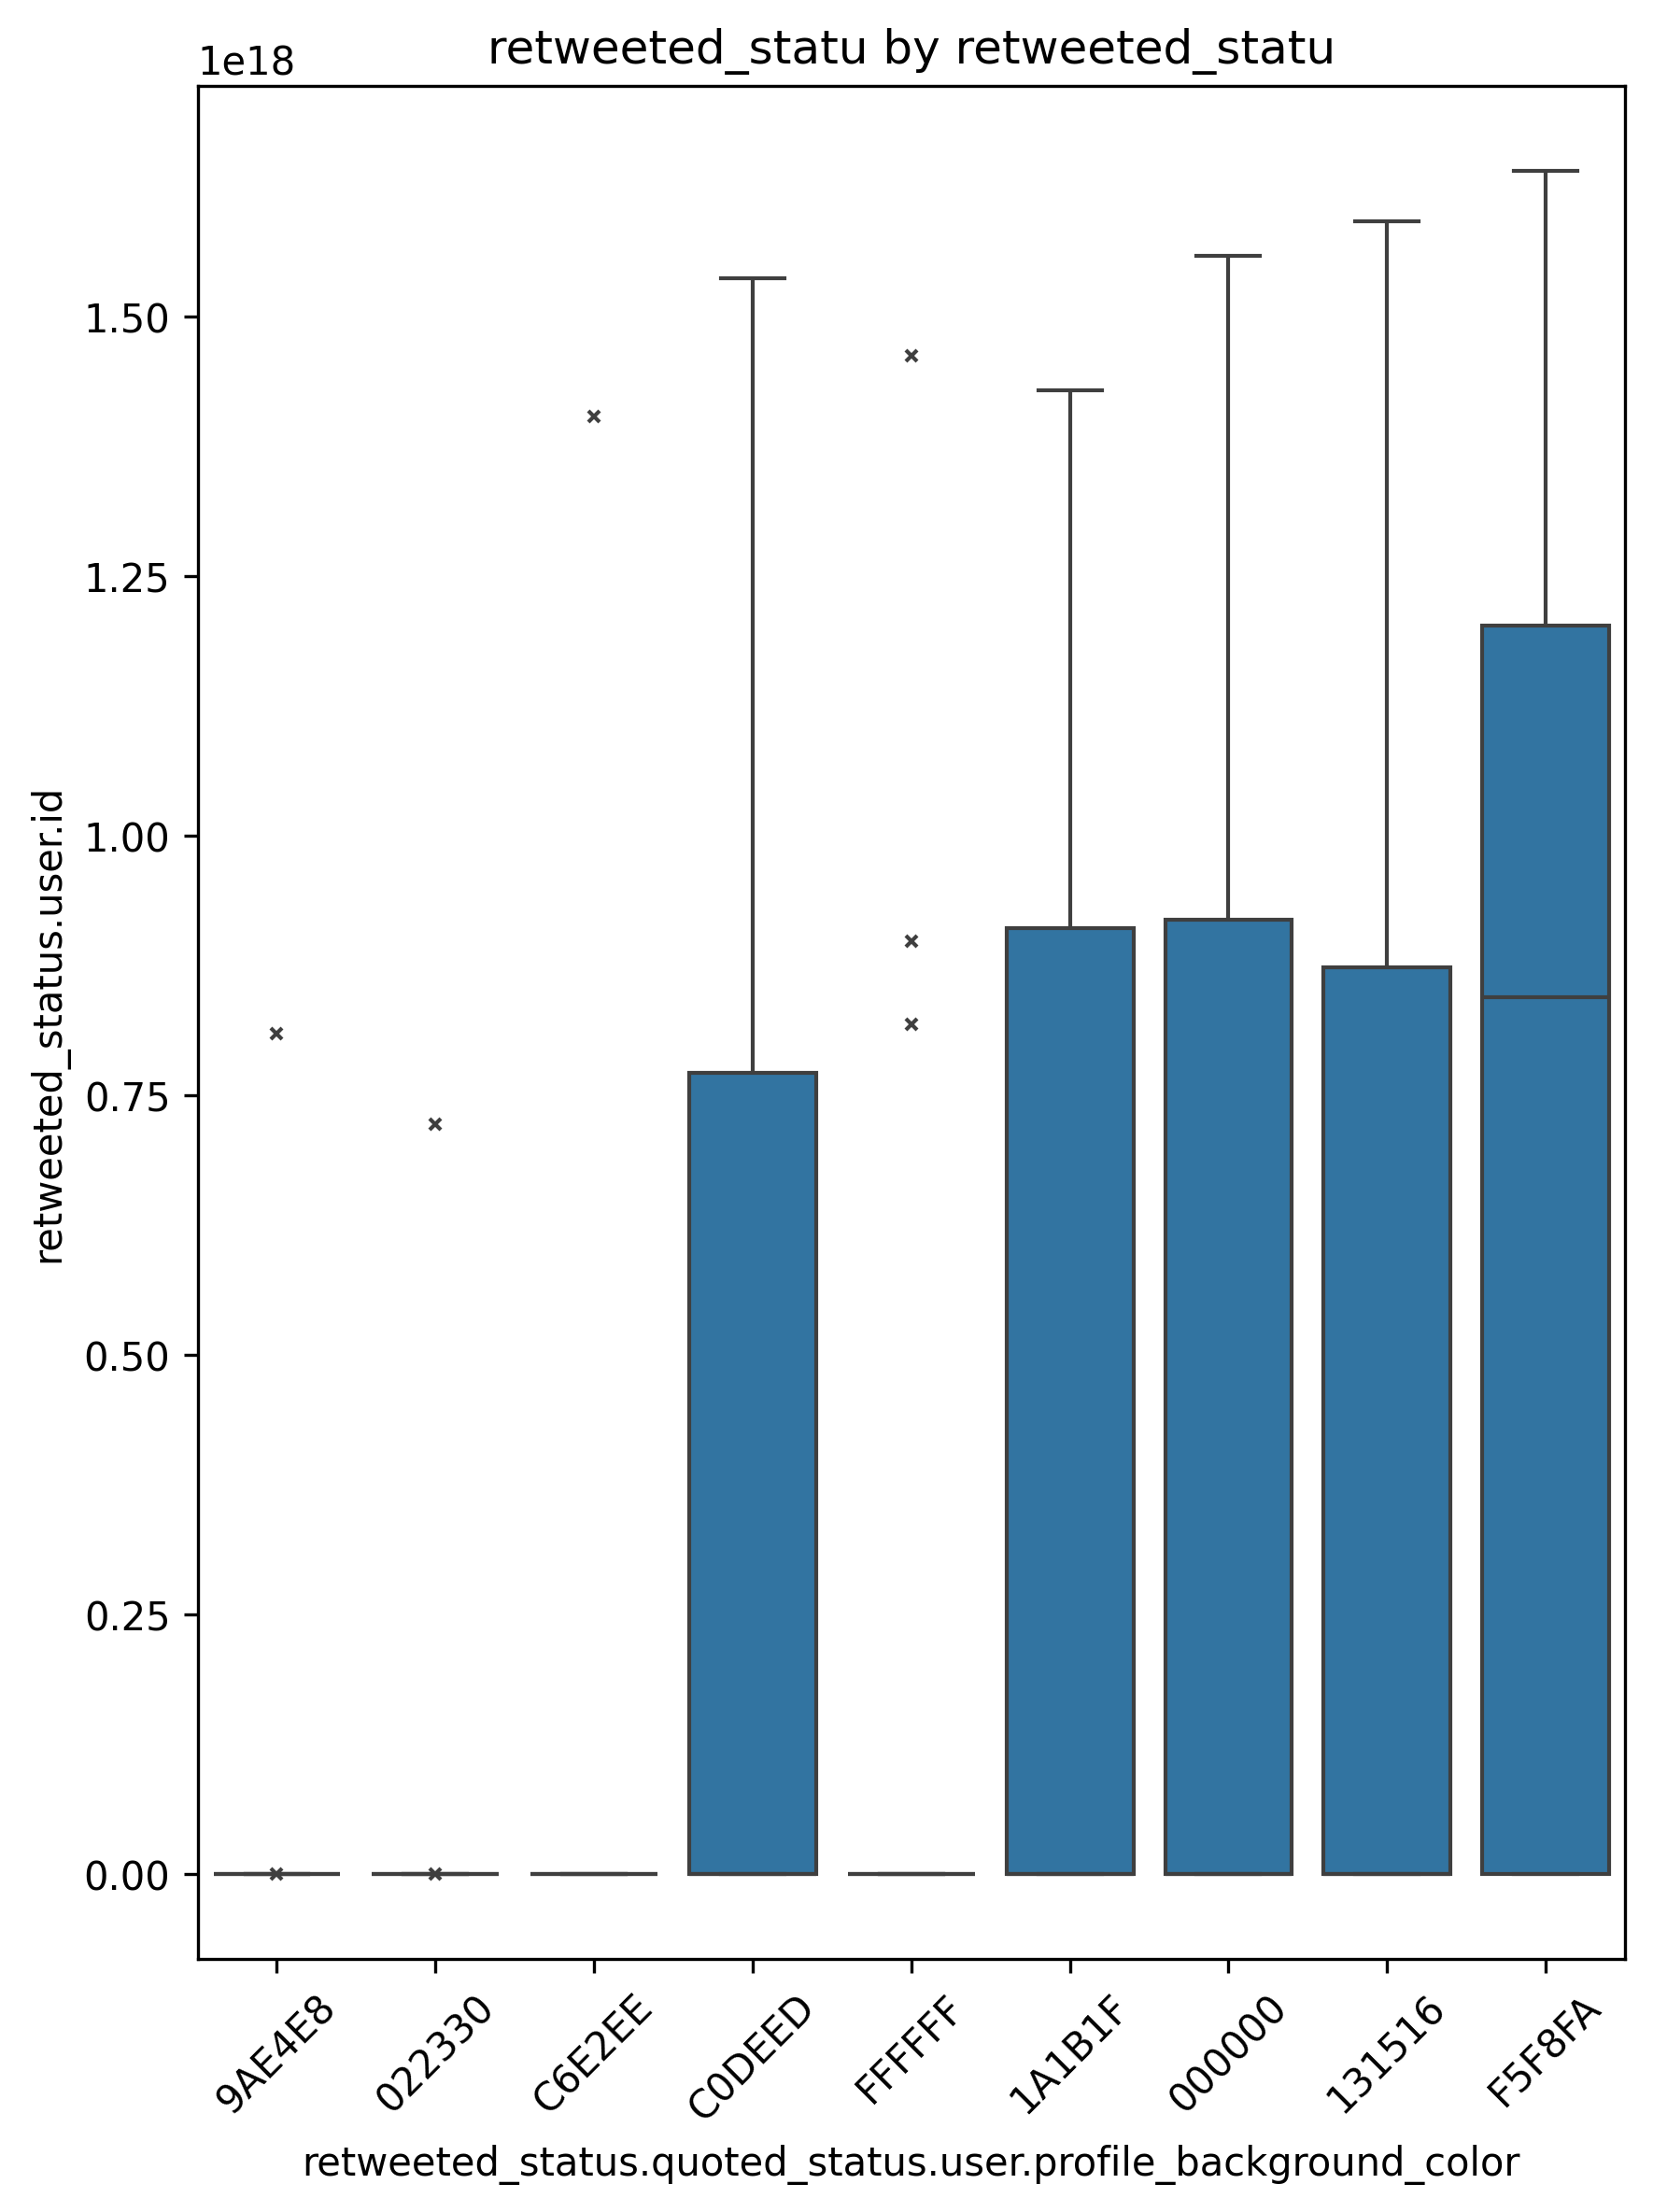 retweeted_statu by retweeted_statu
1e18
1.50
1.25
1.00
0.75
0.50
0.25
0.00
retweeted_status.user.id
9AE4E8
022330
C6E2EE
C0DEED
FFFFFF
1A1B1F
000000
131516
F5F8FA
retweeted_status.quoted_status.user.profile_background_color